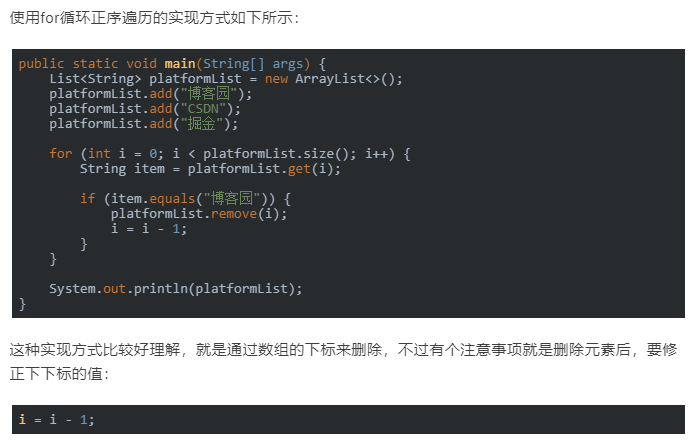 使用for循环正序遍历的实现方式如下所示：
public static void main(String[] args) {
    List<String> platformList = new ArrayList<>();
    platformList.add("博客园");
    platformList.add("CSDN");
    platformList.add("掘金");

    for (int i = 0; i < platformList.size(); i++) {
        String item = platformList.get(i);

        if (item.equals("博客园")) {
            platformList.remove(i);
            i = i - 1;
        }
    }

    System.out.println(platformList);
}
这种实现方式比较好理解，就是通过数组的下标来删除，不过有个注意事项就是删除元素后，要修
正下下标的值：
i = i - 1;